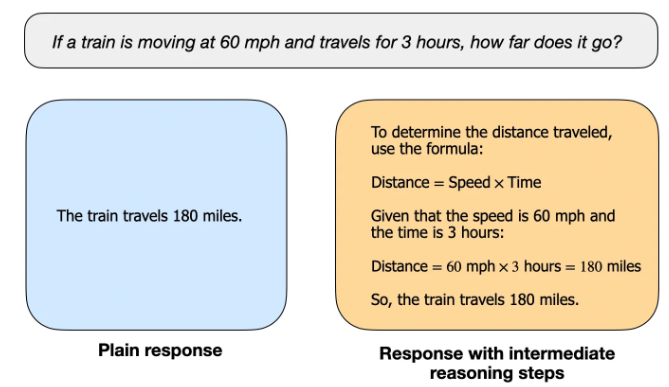 If a train is moving at 60 mph and travels for 3 hours, how far does it go?
The train travels 180 miles.
Plain response
To determine the distance traveled,
use the formula:
Distance = Speed × Time
Given that the speed is 60 mph and
the time is 3 hours:
Distance = 60 mph × 3 hours = 180 miles
So, the train travels 180 miles.
Response with intermediate
reasoning steps